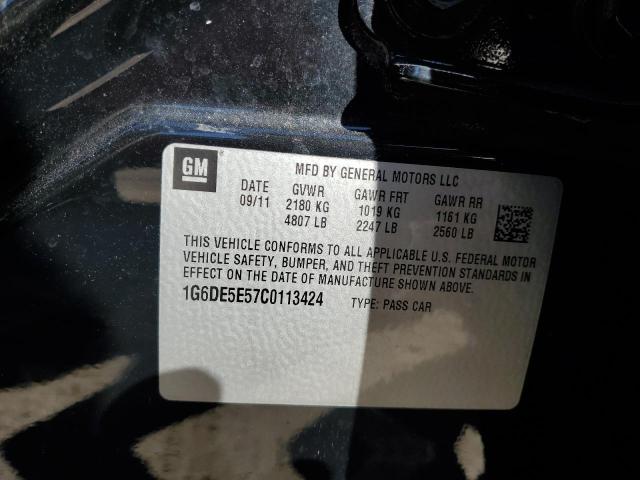 GM
MFD BY GENERAL MOTORS LLC
DATE GVWR GAWR FRT GAWR RR
09/11 2180 KG 1019 KG 1161 KG
4807 LB 2247 LB 2560 LB
THIS VEHICLE CONFORMS TO ALL APPLICABLE U.S. FEDERAL MOTOR
VEHICLE SAFETY, BUMPER, AND THEFT PREVENTION STANDARDS IN
EFFECT ON THE DATE OF MANUFACTURE SHOWN ABOVE.
1G6DE5E57C0113424 TYPE: PASS CAR